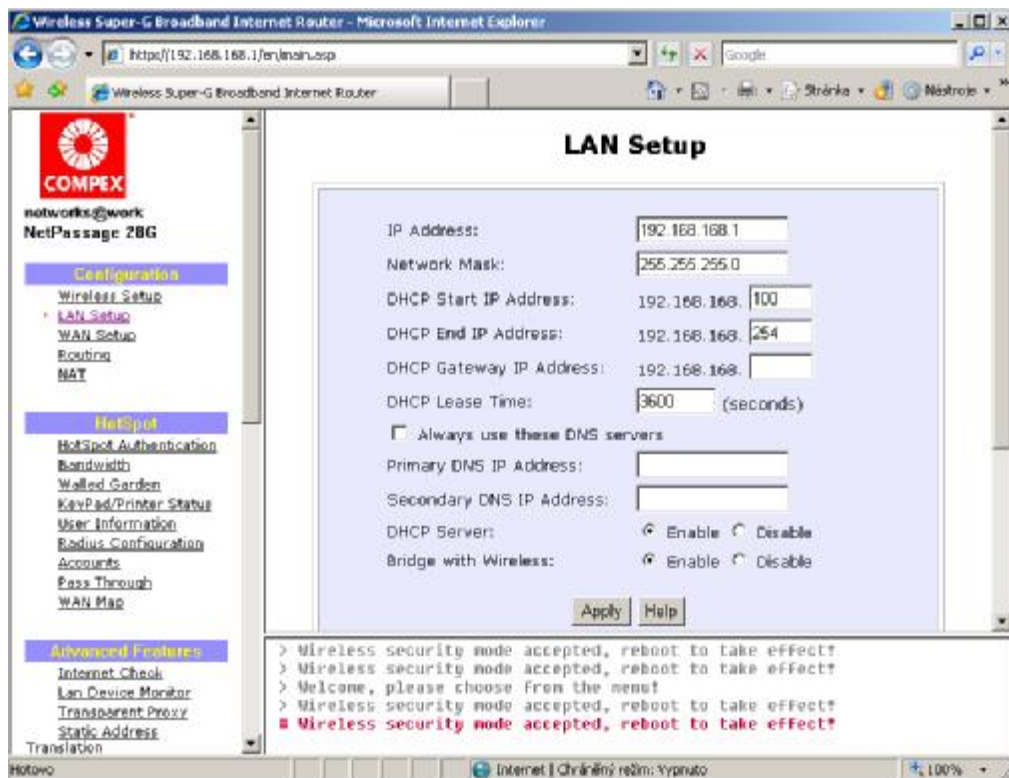 Wireless Super-G Broadband Internet Router - Microsoft Internet Explorer
https://192.168.168.1/en/main.asp
Google
Wireless Super-G Broadband Internet Router
Stránka
Nástroje
COMPEX
networks@work
NetPassage 28G
Configuration
Wireless Setup
LAN Setup
WAN Setup
Routing
NAT
HotSpot
HotSpot Authentication
Bandwidth
Walled Garden
KeyPad/Printer Status
User Information
Radius Configuration
Accounts
Pass Through
WAN Map
Advanced Features
Internet Check
Lan Device Monitor
Transparent Proxy
Static Address
Translation
LAN Setup
IP Address: 192.168.168.1
Network Mask: 255.255.255.0
DHCP Start IP Address: 192.168.168. 100
DHCP End IP Address: 192.168.168. 254
DHCP Gateway IP Address: 192.168.168.
DHCP Lease Time: 3600 (seconds)
Always use these DNS servers
Primary DNS IP Address:
Secondary DNS IP Address:
DHCP Server: Enable Disable
Bridge with Wireless: Enable Disable
Apply Help
> Wireless security mode accepted, reboot to take effect!
> Wireless security mode accepted, reboot to take effect!
> Welcome, please choose from the menu!
> Wireless security mode accepted, reboot to take effect!
Wireless security mode accepted, reboot to take effect!
Hotovo
Internet | Chráněný režim: Vypnuto
100%